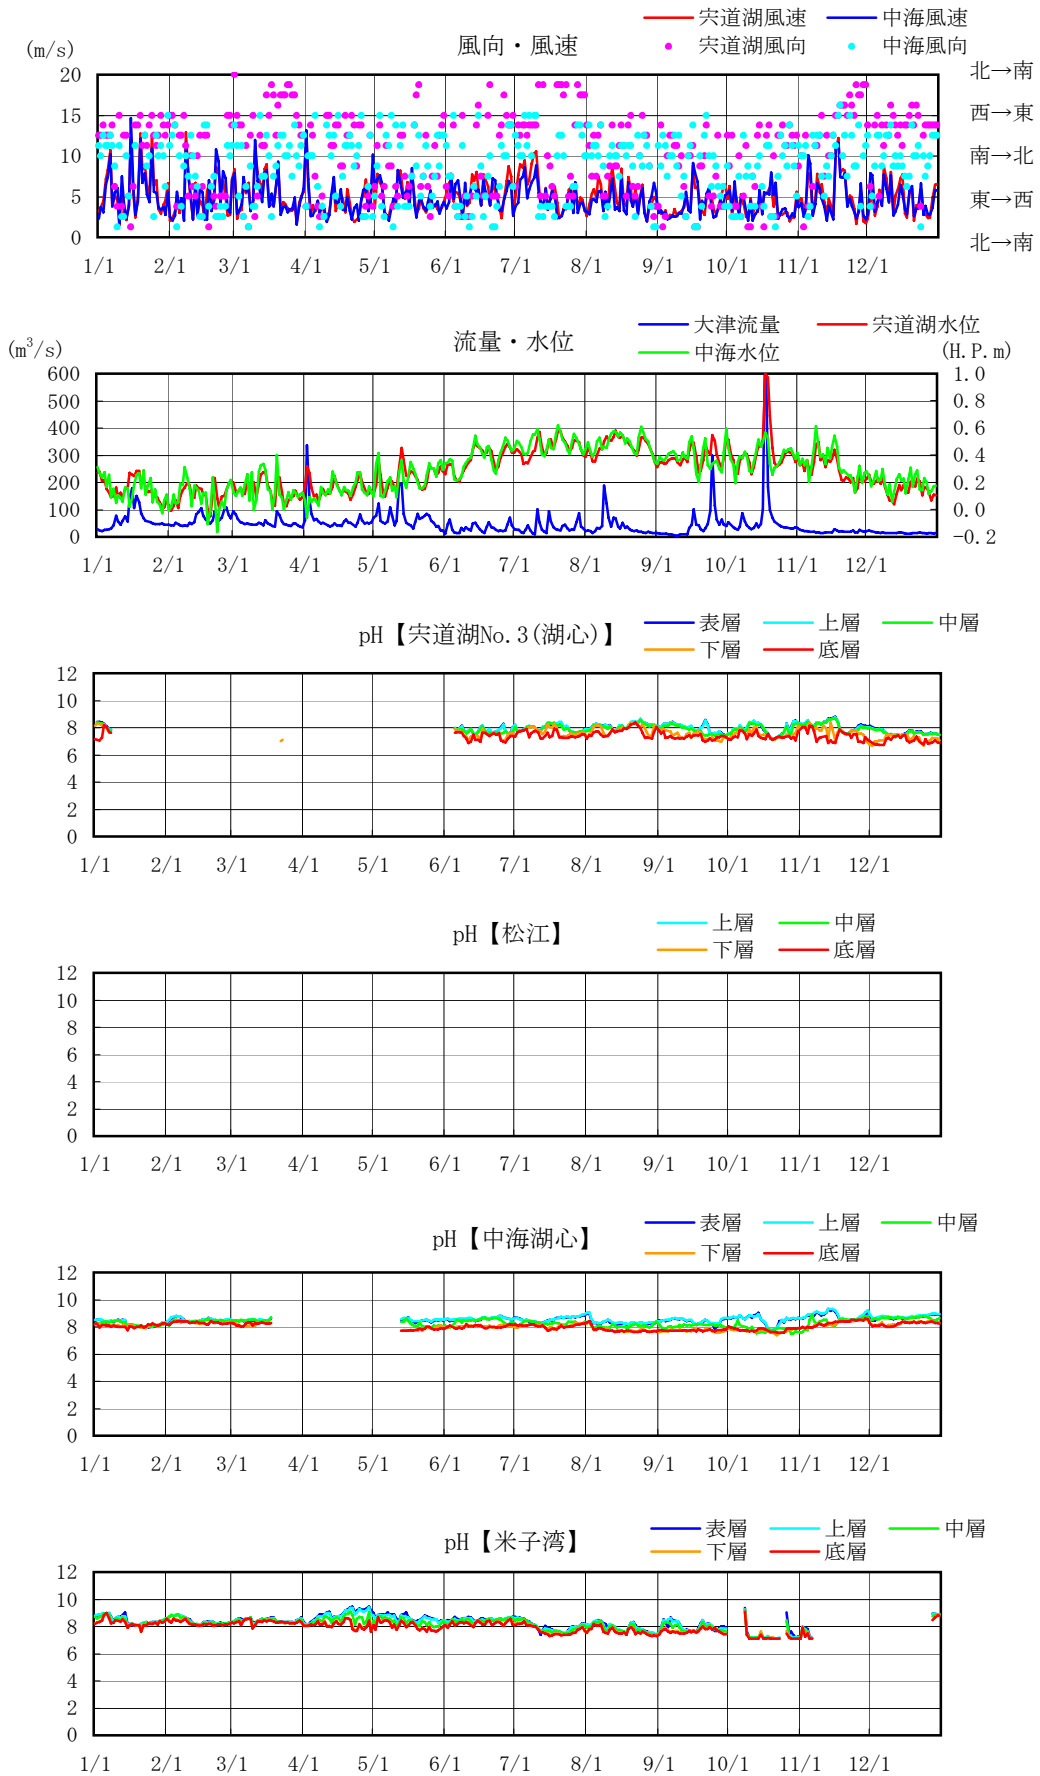 風向・風速
宍道湖風速 中海風速
宍道湖風向 中海風向
(m/s)
20 15 10 5 0
北→南
西→東
南→北
東→西
北→南
1/1 2/1 3/1 4/1 5/1 6/1 7/1 8/1 9/1 10/1 11/1 12/1
流量・水位
大津流量 宍道湖水位
中海水位
(m³/s)
(H.P.m)
600 500 400 300 200 100 0
1.0 0.8 0.6 0.4 0.2 0.0 -0.2
1/1 2/1 3/1 4/1 5/1 6/1 7/1 8/1 9/1 10/1 11/1 12/1
pH【宍道湖No.3(湖心)】
表層 上層 中層
下層 底層
12 10 8 6 4 2 0
1/1 2/1 3/1 4/1 5/1 6/1 7/1 8/1 9/1 10/1 11/1 12/1
pH【松江】
上層 中層
下層 底層
12 10 8 6 4 2 0
1/1 2/1 3/1 4/1 5/1 6/1 7/1 8/1 9/1 10/1 11/1 12/1
pH【中海湖心】
表層 上層 中層
下層 底層
12 10 8 6 4 2 0
1/1 2/1 3/1 4/1 5/1 6/1 7/1 8/1 9/1 10/1 11/1 12/1
pH【米子湾】
表層 上層 中層
下層 底層
12 10 8 6 4 2 0
1/1 2/1 3/1 4/1 5/1 6/1 7/1 8/1 9/1 10/1 11/1 12/1